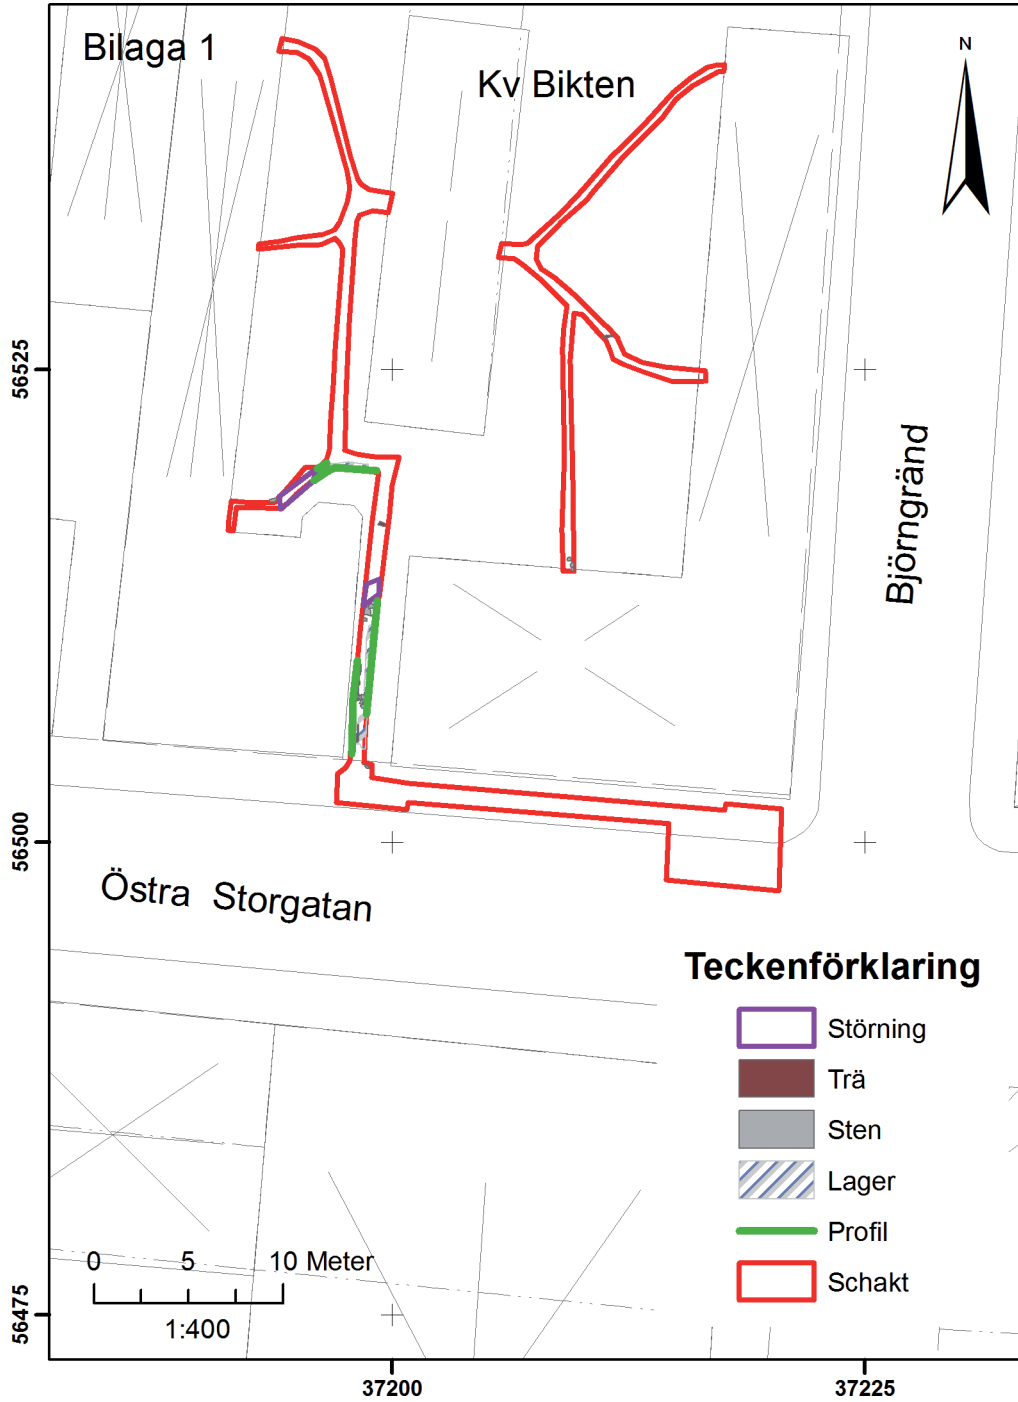 Bilaga 1
Kv Bikten
N
56525
Björngränd
56500
Östra Storgatan
Teckenförklaring
Störning
Trä
Sten
Lager
Profil
Schakt
0 5 10 Meter
1:400
56475
37200
37225